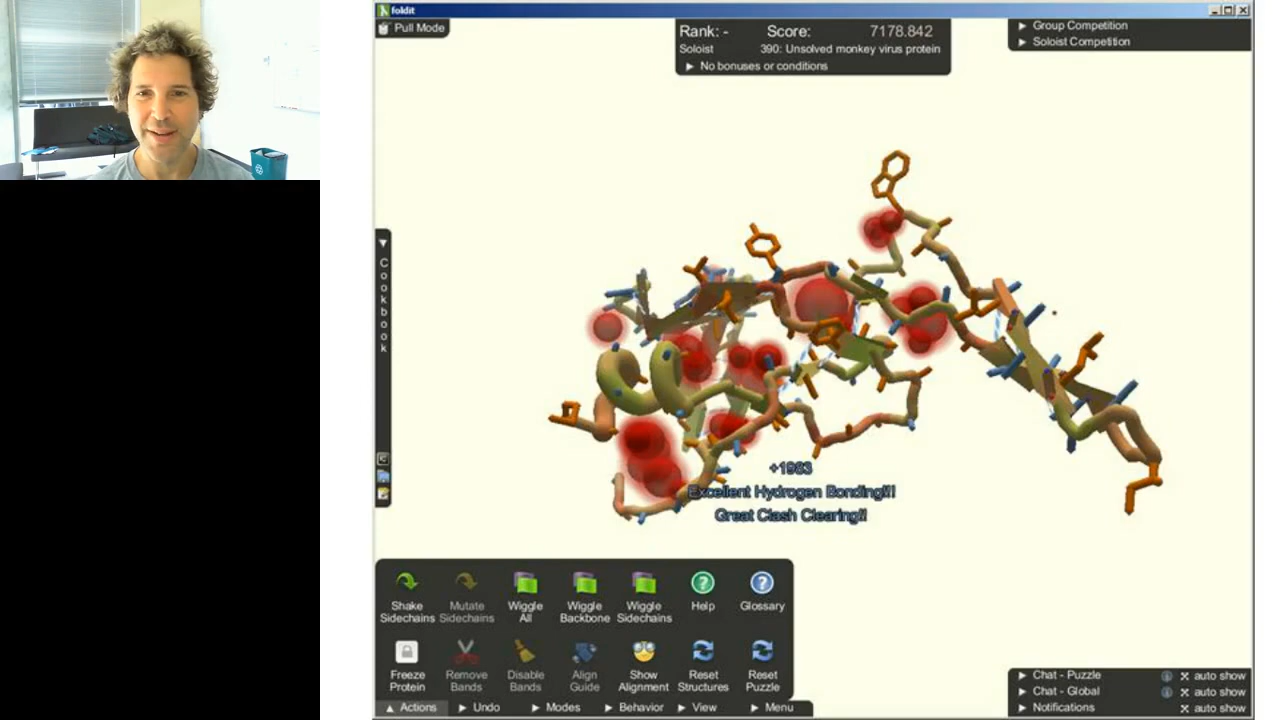 foldit
Pull Mode
Rank: - Score: 7178.842
Soloist 390: Unsolved monkey virus protein
No bonuses or conditions
Group Competition
Soloist Competition
Cookbook
+1983
Excellent Hydrogen Bonding!!!
Great Clash Clearing!!
Shake Sidechains
Mutate Sidechains
Wiggle All
Wiggle Backbone
Wiggle Sidechains
Help
Glossary
Freeze Protein
Remove Bands
Disable Bands
Align Guide
Show Alignment
Reset Structures
Reset Puzzle
Actions Undo Modes Behavior View Menu
Chat - Puzzle auto show
Chat - Global auto show
Notifications auto show